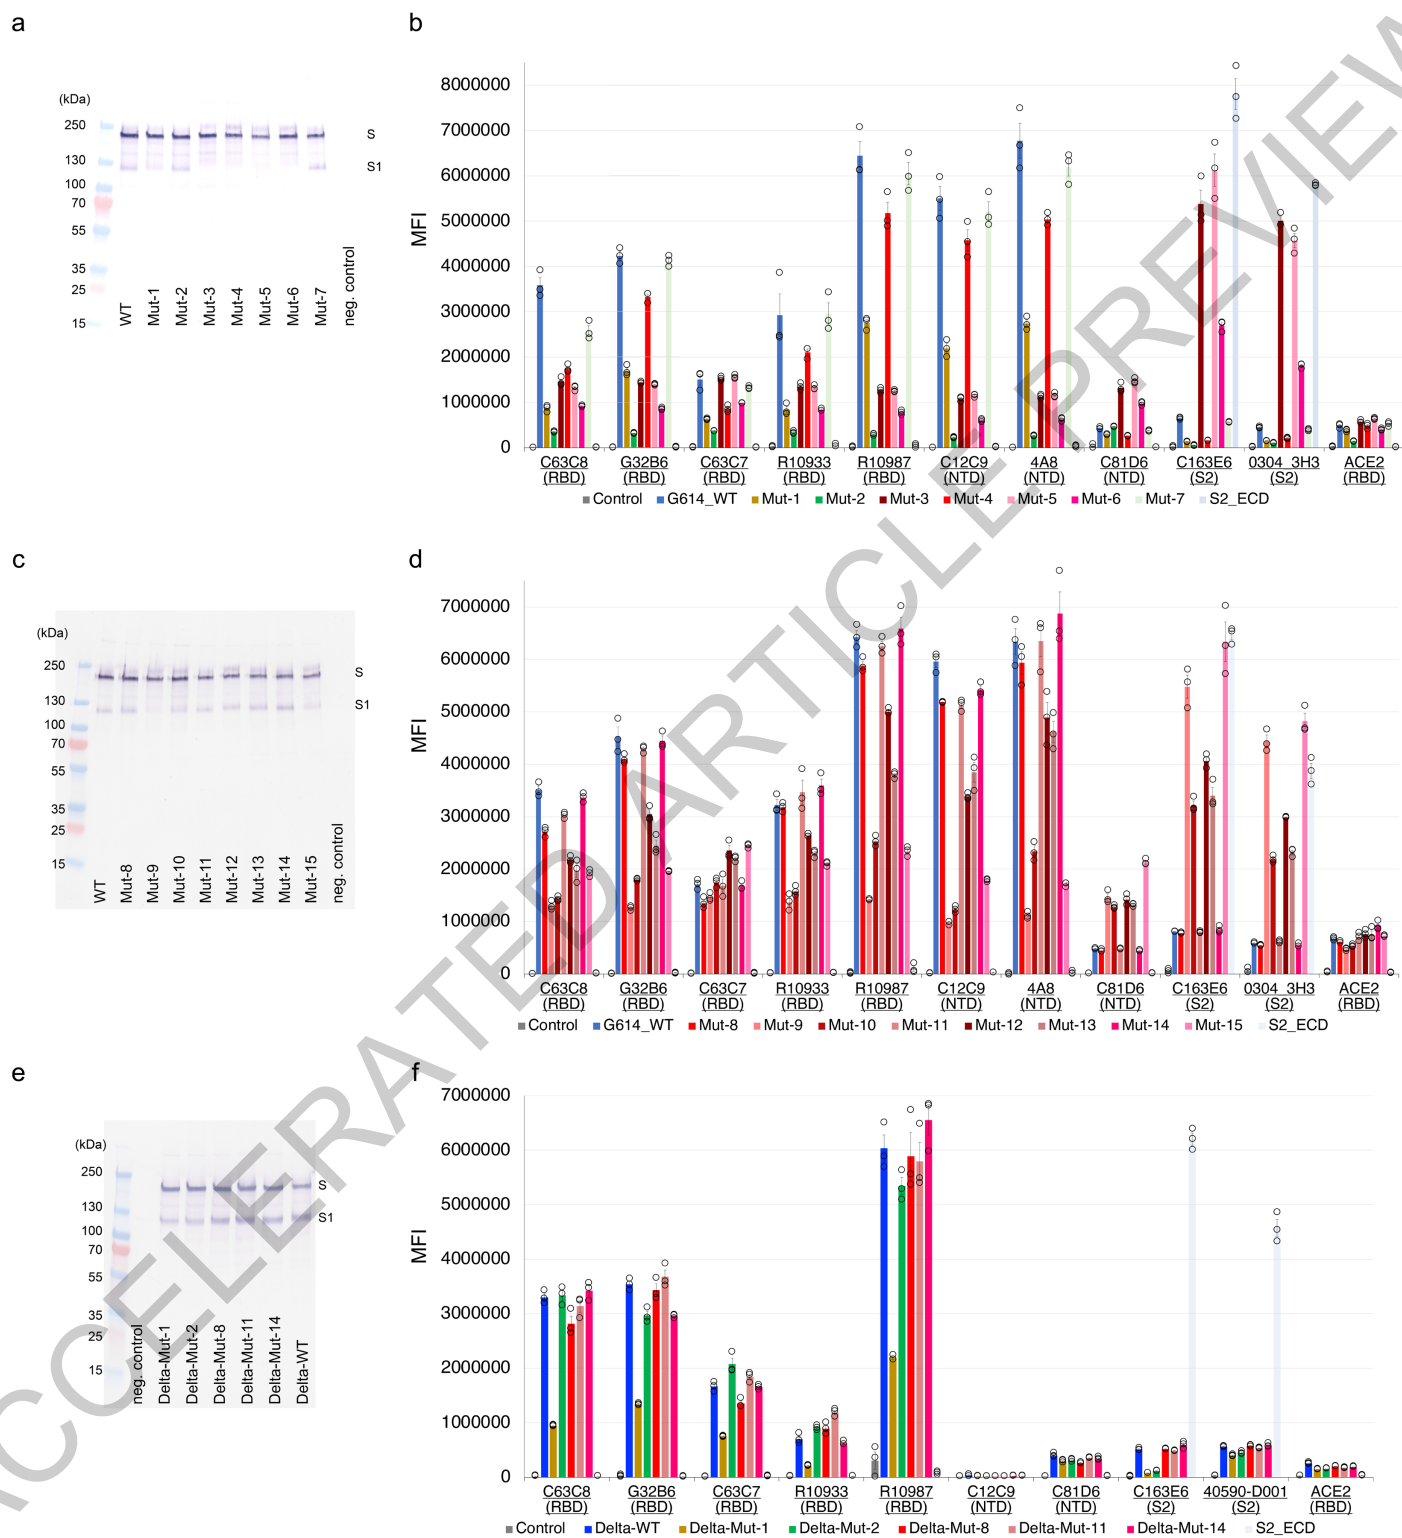 a
(kDa)
250
130
100
70
55
35
25
15
S
S1
WT
Mut-1
Mut-2
Mut-3
Mut-4
Mut-5
Mut-6
Mut-7
neg. control
b
MFI
8000000
7000000
6000000
5000000
4000000
3000000
2000000
1000000
0
C63C8 G32B6 C63C7 R10933 R10987 C12C9 4A8 C81D6 C163E6 0304_3H3 ACE2
(RBD) (RBD) (RBD) (RBD) (RBD) (NTD) (NTD) (NTD) (S2) (S2) (RBD)
Control G614_WT Mut-1 Mut-2 Mut-3 Mut-4 Mut-5 Mut-6 Mut-7 S2_ECD
c
(kDa)
250
130
100
70
55
35
25
15
S
S1
WT
Mut-8
Mut-9
Mut-10
Mut-11
Mut-12
Mut-13
Mut-14
Mut-15
neg. control
d
MFI
7000000
6000000
5000000
4000000
3000000
2000000
1000000
0
C63C8 G32B6 C63C7 R10933 R10987 C12C9 4A8 C81D6 C163E6 0304_3H3 ACE2
(RBD) (RBD) (RBD) (RBD) (RBD) (NTD) (NTD) (NTD) (S2) (S2) (RBD)
Control G614_WT Mut-8 Mut-9 Mut-10 Mut-11 Mut-12 Mut-13 Mut-14 Mut-15 S2_ECD
e
(kDa)
250
130
100
70
55
35
25
15
S
S1
neg. control
Delta-Mut-1
Delta-Mut-2
Delta-Mut-8
Delta-Mut-11
Delta-Mut-14
Delta-WT
f
MFI
7000000
6000000
5000000
4000000
3000000
2000000
1000000
0
C63C8 G32B6 C63C7 R10933 R10987 C12C9 C81D6 C163E6 40590-D001 ACE2
(RBD) (RBD) (RBD) (RBD) (RBD) (NTD) (NTD) (S2) (S2) (RBD)
Control Delta-WT Delta-Mut-1 Delta-Mut-2 Delta-Mut-8 Delta-Mut-11 Delta-Mut-14 S2_ECD
ACCELERATED ARTICLE PREVIEW